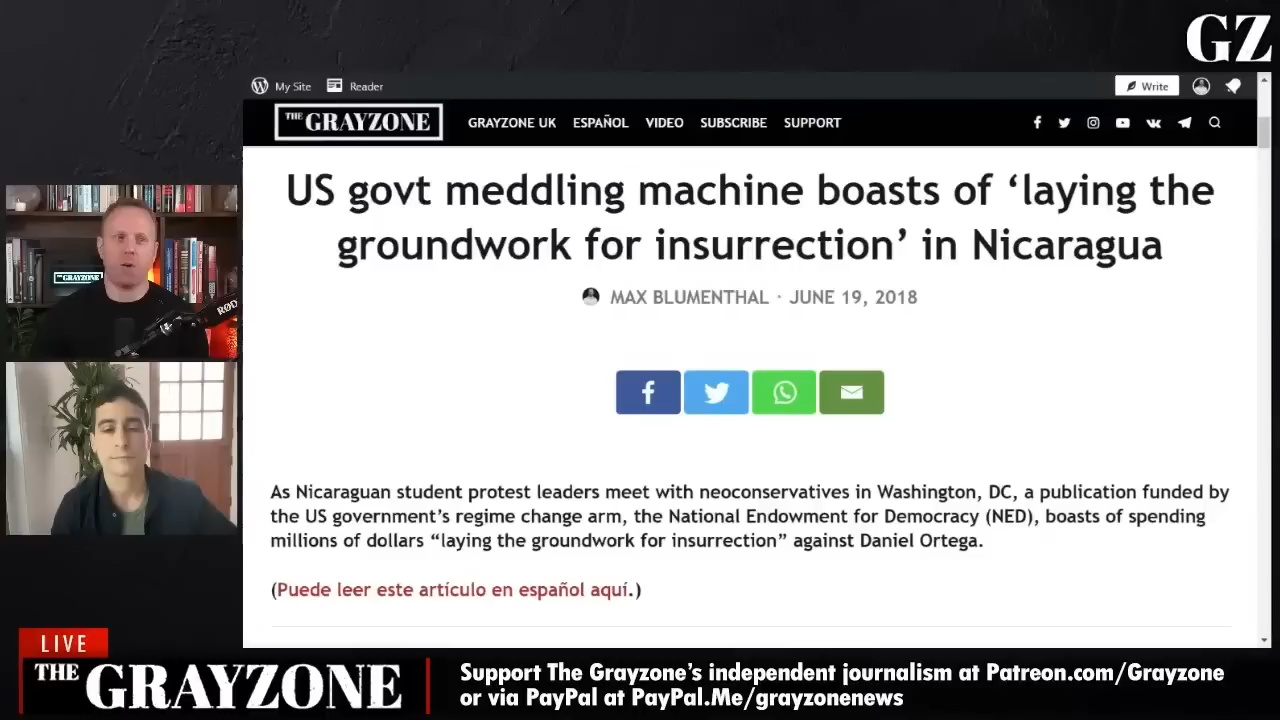 GZ
My Site
Reader
Write
THE GRAYZONE
GRAYZONE UK
ESPAÑOL
VIDEO
SUBSCRIBE
SUPPORT
US govt meddling machine boasts of ‘laying the
groundwork for insurrection’ in Nicaragua
MAX BLUMENTHAL · JUNE 19, 2018
As Nicaraguan student protest leaders meet with neoconservatives in Washington, DC, a publication funded by
the US government’s regime change arm, the National Endowment for Democracy (NED), boasts of spending
millions of dollars “laying the groundwork for insurrection” against Daniel Ortega.
(Puede leer este artículo en español aquí.)
THE GRAYZONE
RØD
LIVE
THE GRAYZONE
Support The Grayzone’s independent journalism at Patreon.com/Grayzone
or via PayPal at PayPal.Me/grayzonenews